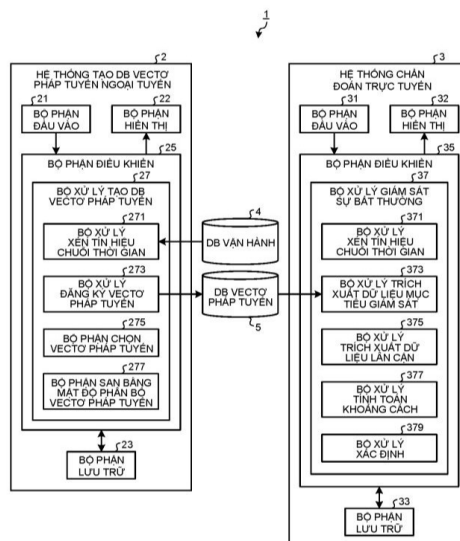 1
2
HỆ THỐNG TẠO DB VECTƠ
PHÁP TUYẾN NGOẠI TUYẾN
21
BỘ PHẬN
ĐẦU VÀO
22
BỘ PHẬN
HIỂN THỊ
25
BỘ PHẬN ĐIỀU KHIỂN
27
BỘ XỬ LÝ TẠO DB
VECTƠ PHÁP TUYẾN
271
BỘ XỬ LÝ
XÉN TÍN HIỆU
CHUỖI THỜI GIAN
273
BỘ XỬ LÝ
ĐĂNG KÝ VECTƠ
PHÁP TUYẾN
275
BỘ PHẬN CHỌN
VECTƠ PHÁP TUYẾN
277
BỘ PHẬN SAN BẰNG
MẬT ĐỘ PHÂN BỐ
VECTƠ PHÁP TUYẾN
23
BỘ PHẬN
LƯU TRỮ
4
DB VẬN HÀNH
DB VECTƠ
PHÁP TUYẾN
5
3
HỆ THỐNG CHẨN
ĐOÁN TRỰC TUYẾN
31
BỘ PHẬN
ĐẦU VÀO
32
BỘ PHẬN
HIỂN THỊ
35
BỘ PHẬN ĐIỀU KHIỂN
37
BỘ XỬ LÝ GIÁM SÁT
SỰ BẤT THƯỜNG
371
BỘ XỬ LÝ
XÉN TÍN HIỆU
CHUỖI THỜI GIAN
373
BỘ XỬ LÝ TRÍCH
XUẤT DỮ LIỆU MỤC
TIÊU GIÁM SÁT
375
BỘ XỬ LÝ
TRÍCH XUẤT DỮ
LIỆU LÂN CẬN
377
BỘ XỬ LÝ
TÍNH TOÁN
KHOẢNG CÁCH
379
BỘ XỬ LÝ
XÁC ĐỊNH
33
BỘ PHẬN
LƯU TRỮ